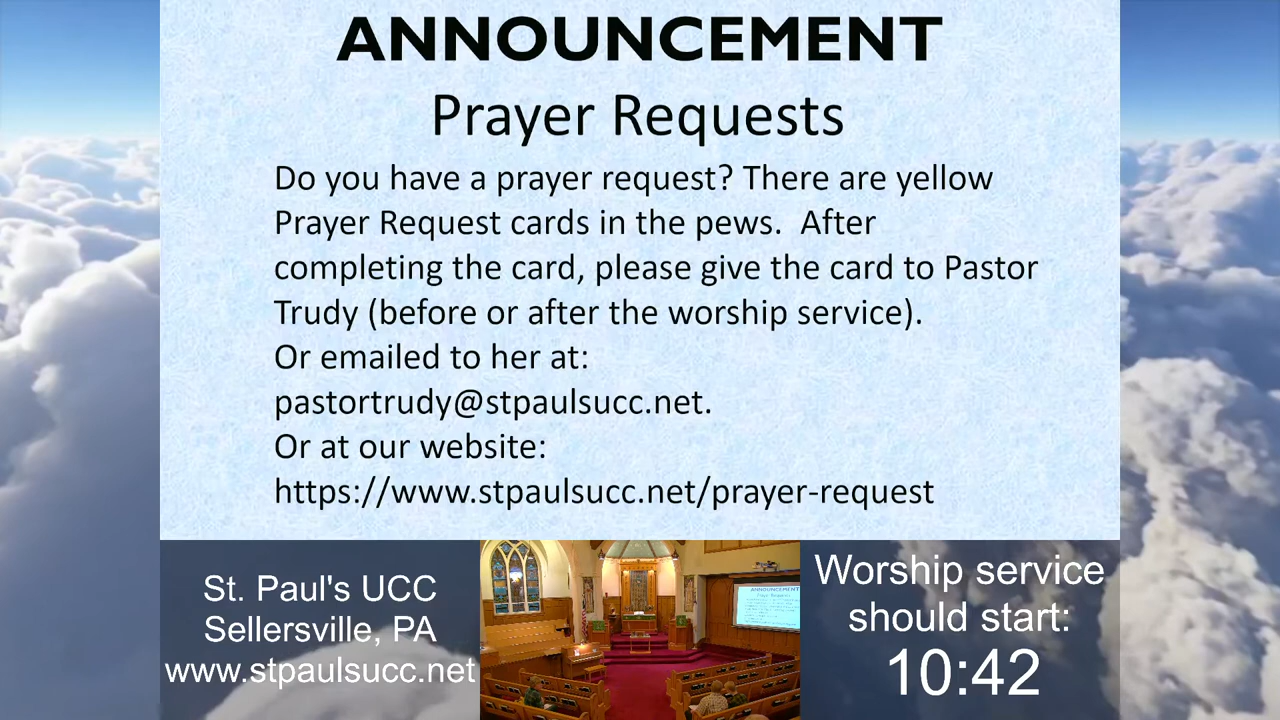 ANNOUNCEMENT
Prayer Requests
Do you have a prayer request? There are yellow
Prayer Request cards in the pews.  After
completing the card, please give the card to Pastor
Trudy (before or after the worship service).
Or emailed to her at:
pastortrudy@stpaulsucc.net.
Or at our website:
https://www.stpaulsucc.net/prayer-request
St. Paul's UCC
Sellersville, PA
www.stpaulsucc.net
ANNOUNCEMENT
Prayer Requests
Worship service
should start:
10:42